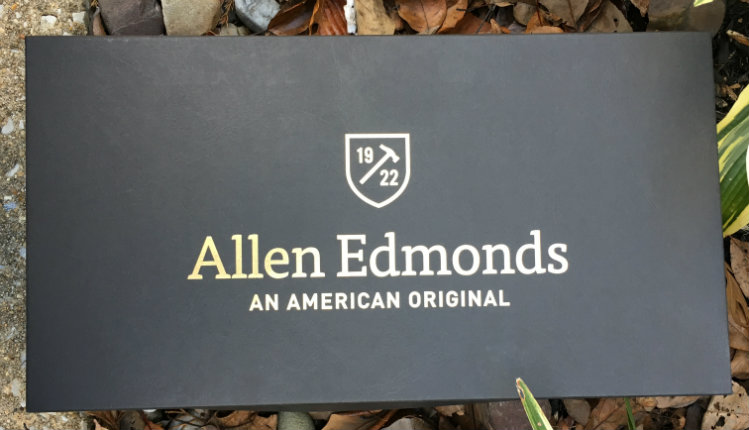 19
22
Allen Edmonds
AN AMERICAN ORIGINAL